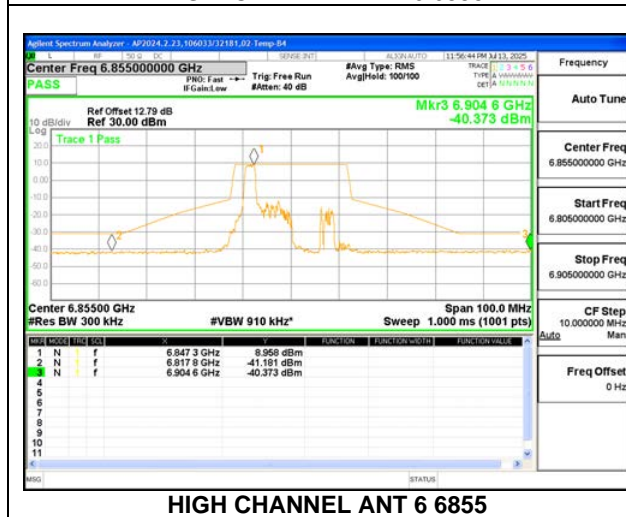 Agilent Spectrum Analyzer - AP2024.2.23,106033/32181,02-Temp-B4
L RF 50 Ω DC SENSE:INT ALIGN AUTO 11:56:44 PM Jul 13, 2025
Center Freq 6.855000000 GHz
PASS
PNO: Fast
IFGain:Low
Trig: Free Run
#Atten: 40 dB
#Avg Type: RMS
Avg|Hold: 100/100
TRACE 1 2 3 4 5 6
TYPE
DET A N N N N N
Frequency
Mkr3 6.904 6 GHz
-40.373 dBm
Ref Offset 12.79 dB
10 dB/div Ref 30.00 dBm
Log
Trace 1 Pass
20.0
10.0
0.00
-10.0
-20.0
-30.0
-40.0
-50.0
-60.0
1
2
3
Center 6.85500 GHz
Span 100.0 MHz
#Res BW 300 kHz
#VBW 910 kHz*
Sweep 1.000 ms (1001 pts)
MKR MODE TRC SCL X Y FUNCTION FUNCTION WIDTH FUNCTION VALUE
1 N 1 f 6.847 3 GHz 8.958 dBm
2 N 1 f 6.817 8 GHz -41.181 dBm
3 N 1 f 6.904 6 GHz -40.373 dBm
4
5
6
7
8
9
10
11
MSG STATUS
Auto Tune
Center Freq
6.855000000 GHz
Start Freq
6.805000000 GHz
Stop Freq
6.905000000 GHz
CF Step
10.000000 MHz
Auto Man
Freq Offset
0 Hz
HIGH CHANNEL ANT 6 6855